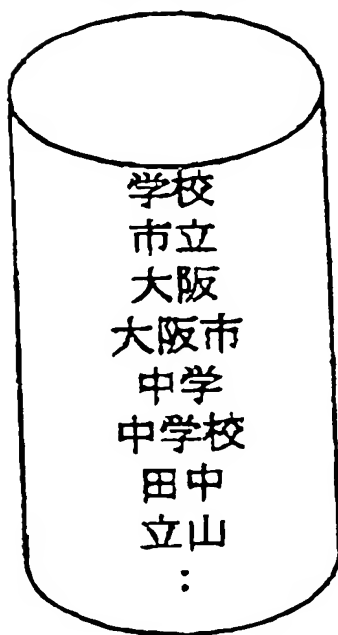 学校
市立
大阪
大阪市
中学
中学校
田中
立山
: